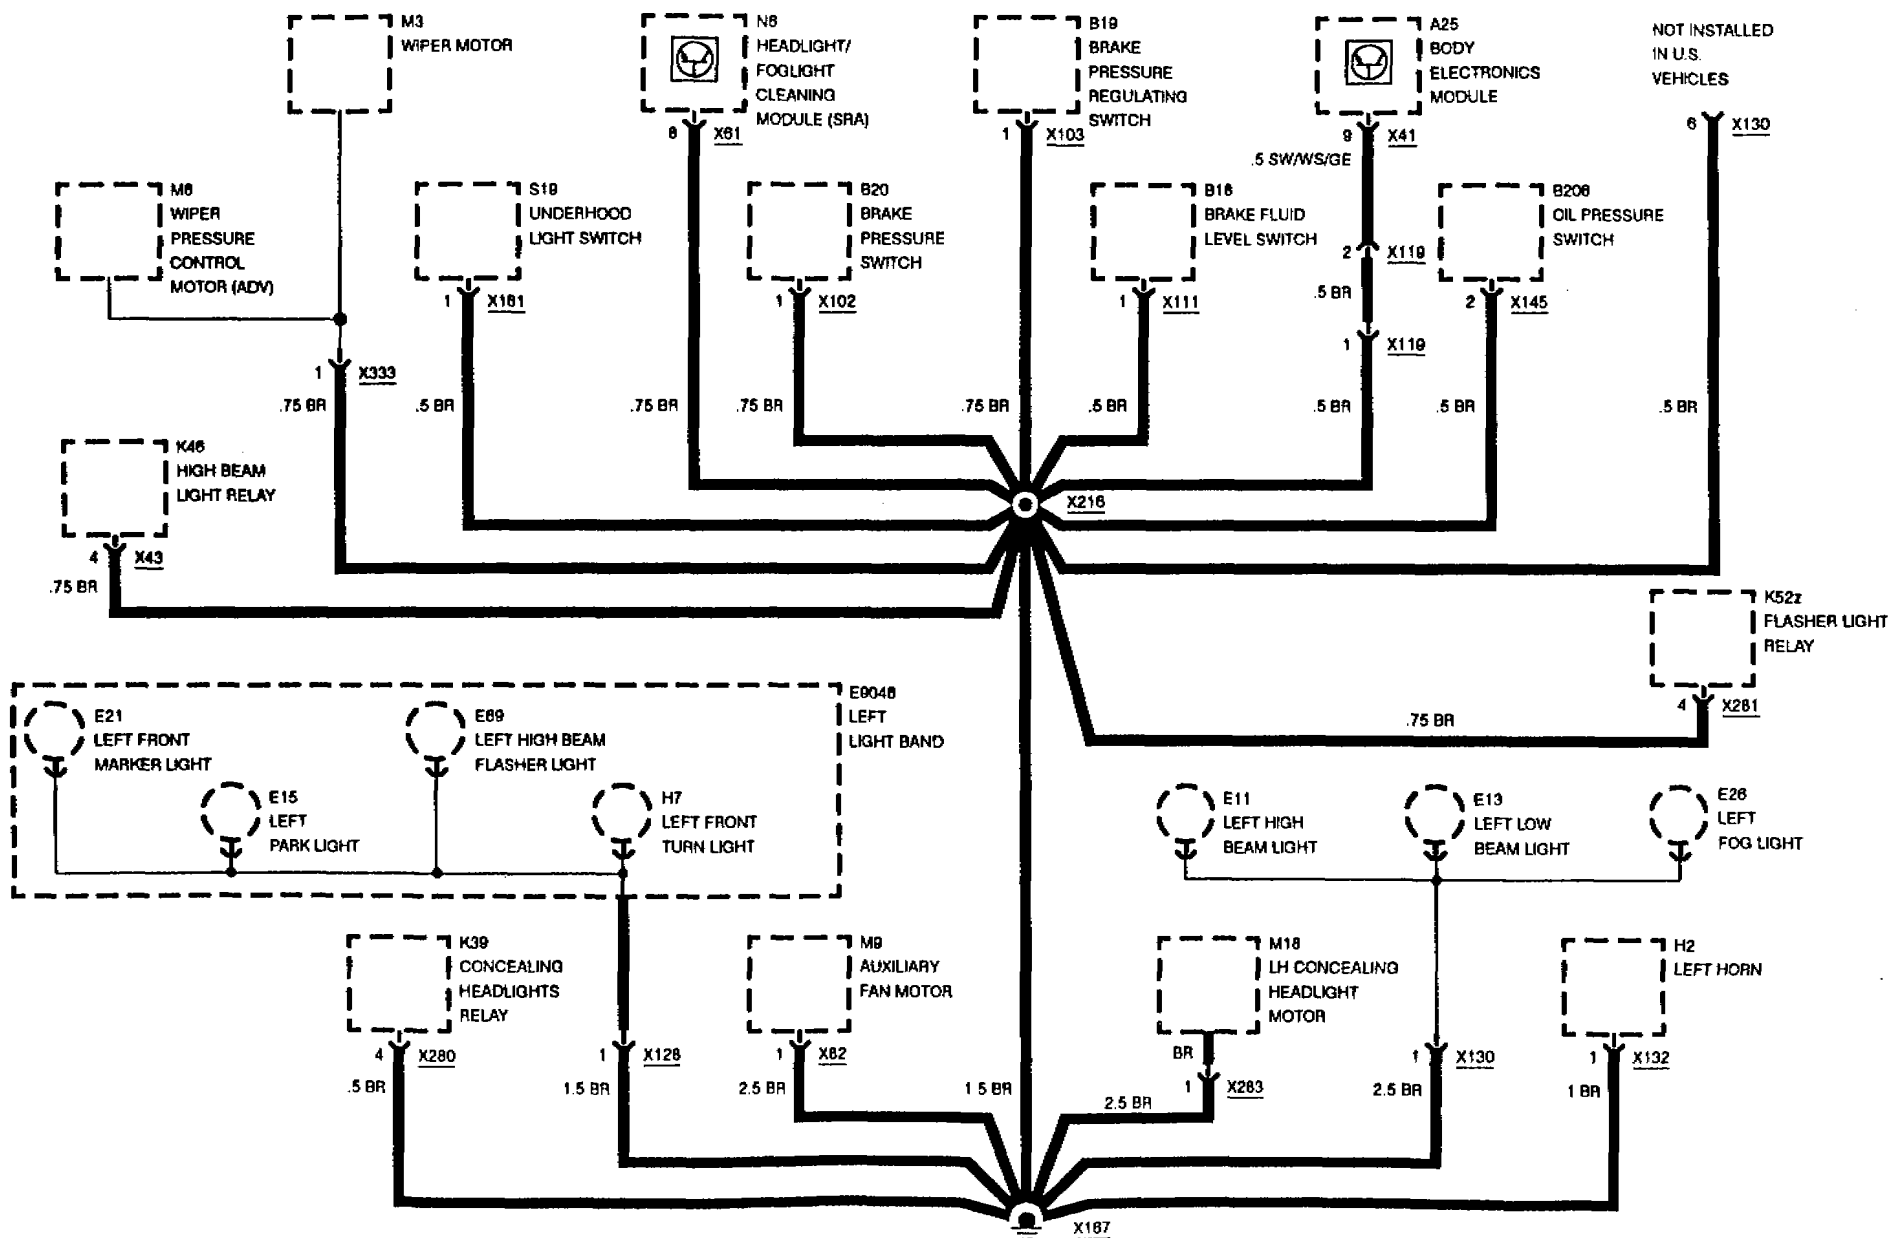 M3
WIPER MOTOR
N6
HEADLIGHT/
FOGLIGHT
CLEANING
MODULE (SRA)
B19
BRAKE
PRESSURE
REGULATING
SWITCH
A25
BODY
ELECTRONICS
MODULE
NOT INSTALLED
IN U.S.
VEHICLES
8
X61
1
X103
9
X41
6
X130
.5 SW/WS/GE
M6
WIPER
PRESSURE
CONTROL
MOTOR (ADV)
S19
UNDERHOOD
LIGHT SWITCH
B20
BRAKE
PRESSURE
SWITCH
B16
BRAKE FLUID
LEVEL SWITCH
2
X119
B206
OIL PRESSURE
SWITCH
1
X161
1
X102
1
X111
.5 BR
2
X145
1
X119
1
X333
.75 BR
.5 BR
.75 BR
.75 BR
.75 BR
.5 BR
.5 BR
.5 BR
.5 BR
K46
HIGH BEAM
LIGHT RELAY
X216
4
X43
.75 BR
K52z
FLASHER LIGHT
RELAY
4
X281
.75 BR
E9046
LEFT
LIGHT BAND
E21
LEFT FRONT
MARKER LIGHT
E69
LEFT HIGH BEAM
FLASHER LIGHT
E15
LEFT
PARK LIGHT
H7
LEFT FRONT
TURN LIGHT
E11
LEFT HIGH
BEAM LIGHT
E13
LEFT LOW
BEAM LIGHT
E26
LEFT
FOG LIGHT
K39
CONCEALING
HEADLIGHTS
RELAY
M9
AUXILIARY
FAN MOTOR
M18
LH CONCEALING
HEADLIGHT
MOTOR
H2
LEFT HORN
4
X280
1
X128
1
X82
BR
1
X130
1
X132
.5 BR
1.5 BR
2.5 BR
1 5 BR
1
X283
2.5 BR
2.5 BR
1 BR
X167